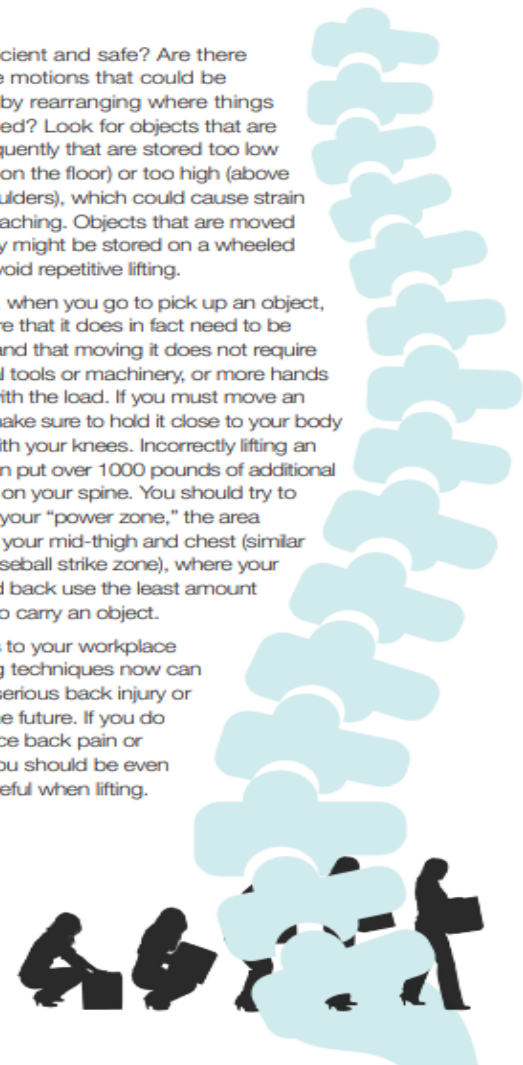 cient and safe? Are there
e motions that could be
by rearranging where things
ed? Look for objects that are
quently that are stored too low
on the floor) or too high (above
ulders), which could cause strain
aching. Objects that are moved
y might be stored on a wheeled
void repetitive lifting.
, when you go to pick up an object,
re that it does in fact need to be
and that moving it does not require
l tools or machinery, or more hands
with the load. If you must move an
make sure to hold it close to your body
ith your knees. Incorrectly lifting an
n put over 1000 pounds of additional
on your spine. You should try to
your “power zone,” the area
your mid-thigh and chest (similar
seball strike zone), where your
d back use the least amount
o carry an object.
s to your workplace
g techniques now can
serious back injury or
he future. If you do
ce back pain or
ou should be even
eful when lifting.